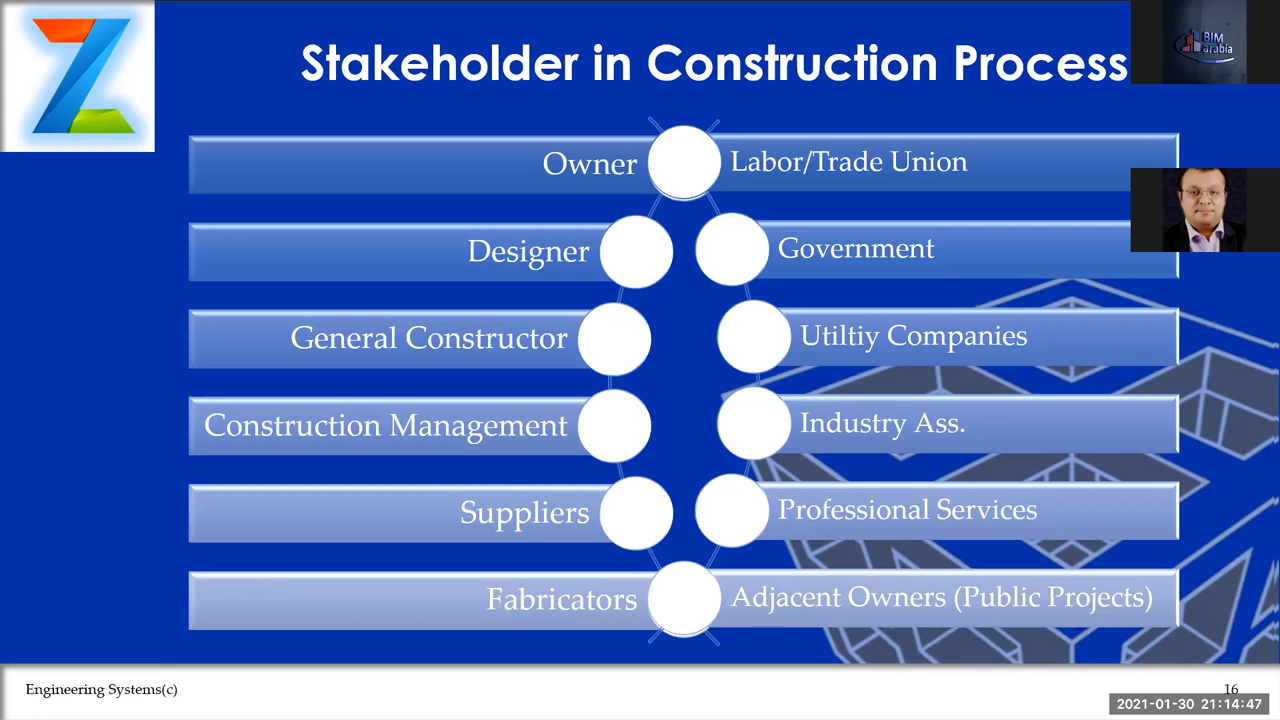 Stakeholder in Construction Process
BIM
arabia
Owner
Labor/Trade Union
Designer
Government
General Constructor
Utiltiy Companies
Construction Management
Industry Ass.
Suppliers
Professional Services
Fabricators
Adjacent Owners (Public Projects)
Engineering Systems(c)
16
2021-01-30 21:14:47